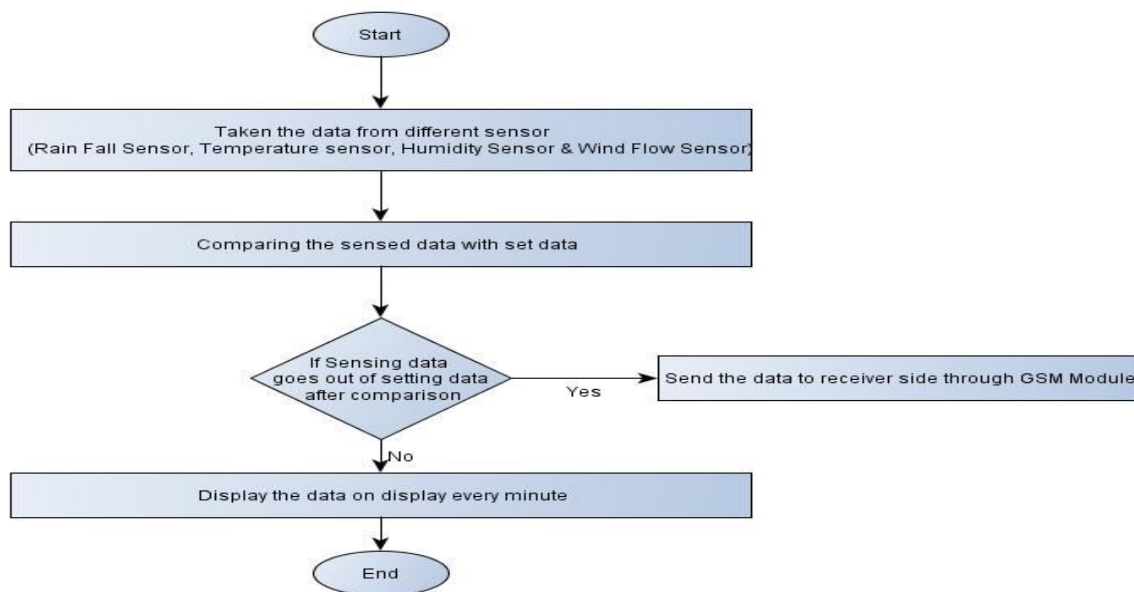 Start
Taken the data from different sensor
(Rain Fall Sensor, Temperature sensor, Humidity Sensor & Wind Flow Sensor)
Comparing the sensed data with set data
If Sensing data
goes out of setting data
after comparison
Yes
Send the data to receiver side through GSM Module
No
Display the data on display every minute
End